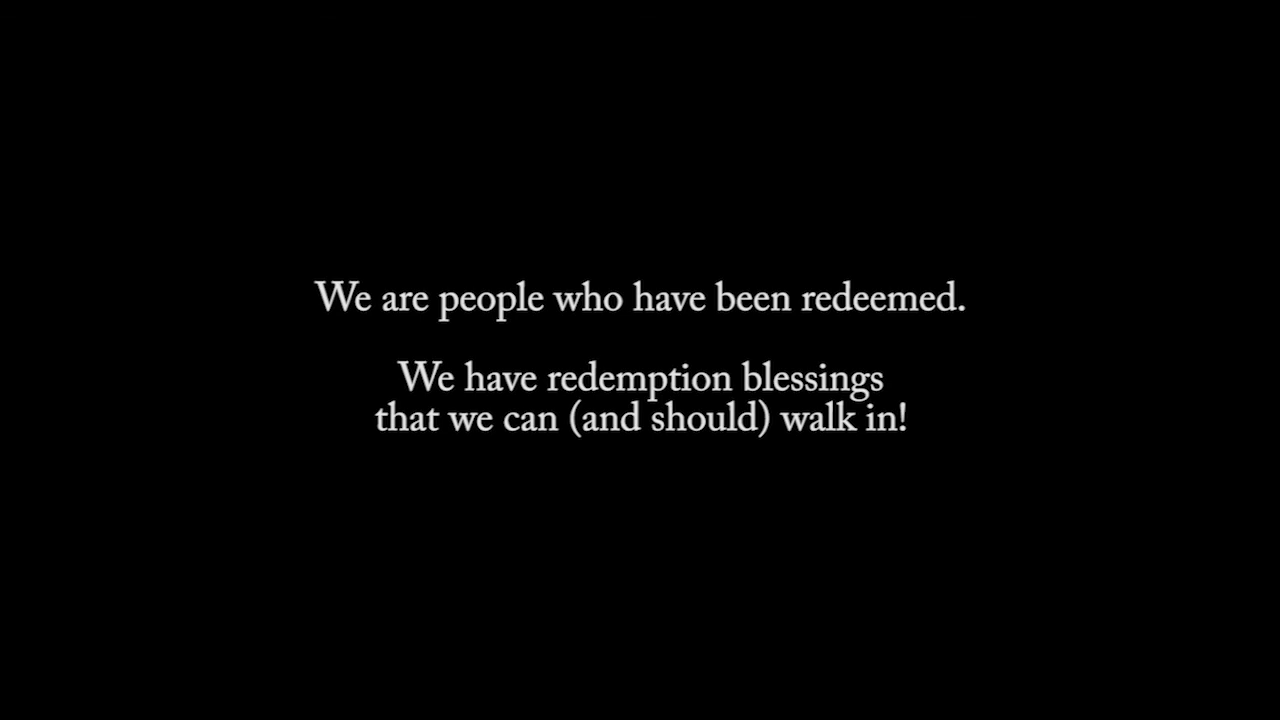 We are people who have been redeemed.
We have redemption blessings
that we can (and should) walk in!